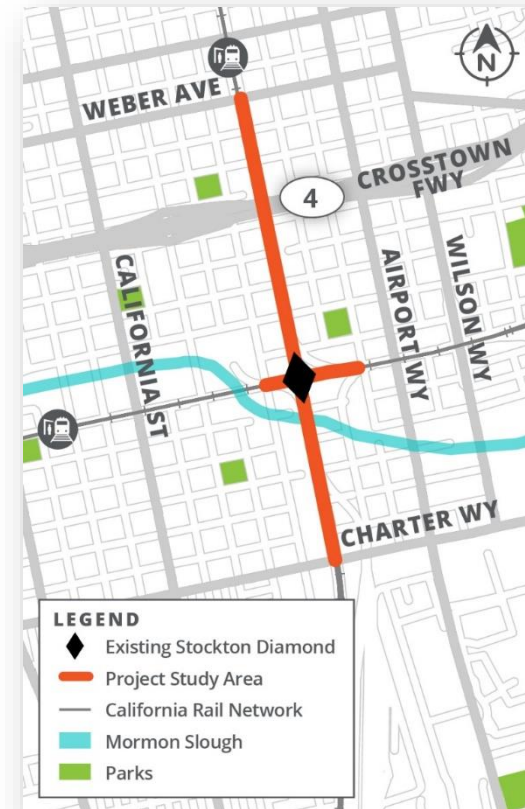 WEBER AVE
N
CROSSTOWN
FWY
4
CALIFORNIA ST
AIRPORT WY
WILSON WY
CHARTER WY
LEGEND
Existing Stockton Diamond
Project Study Area
California Rail Network
Mormon Slough
Parks